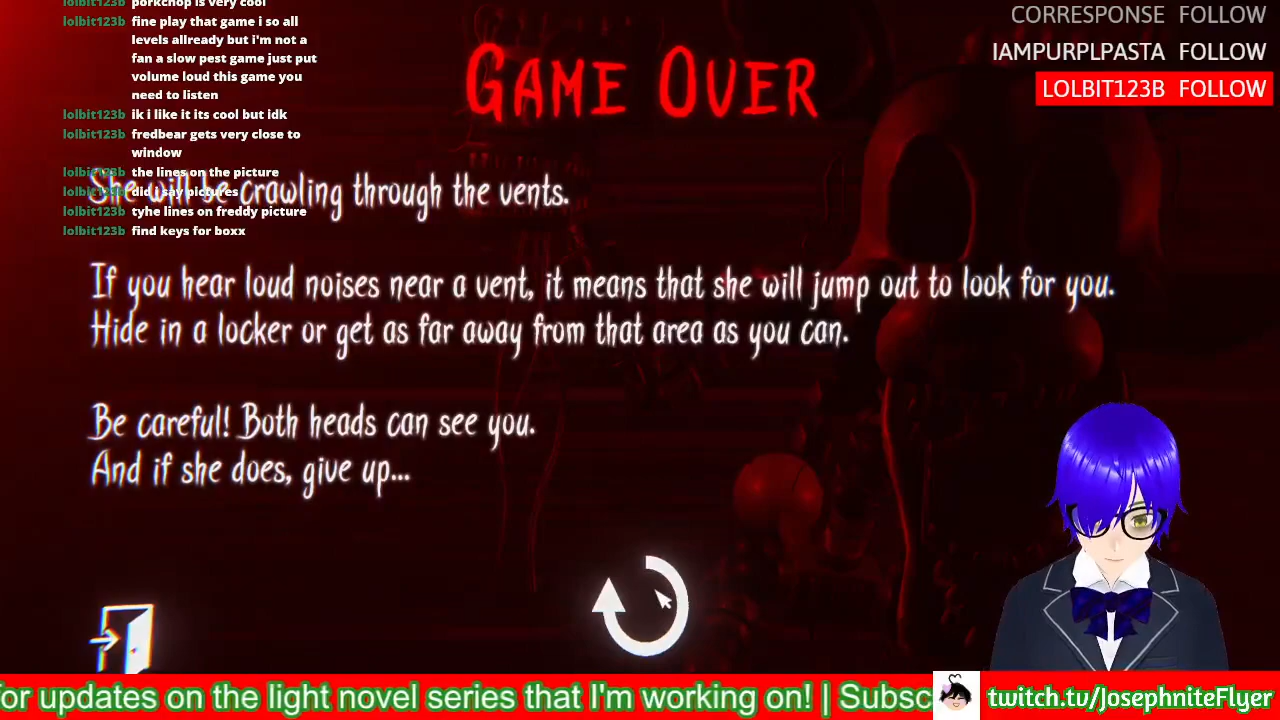 lolbit123b porkchop is very cool
lolbit123b fine play that game i so all
levels allready but i'm not a
fan a slow pest game just put
volume loud this game you
need to listen
lolbit123b ik i like it its cool but idk
lolbit123b fredbear gets very close to
window
lolbit123b the lines on the picture
lolbit123b did i say pictures
lolbit123b tyhe lines on freddy picture
lolbit123b find keys for boxx
CORRESPONSE FOLLOW
IAMPURPLPASTA FOLLOW
LOLBIT123B FOLLOW
GAME OVER
She will be crawling through the vents.
If you hear loud noises near a vent, it means that she will jump out to look for you.
Hide in a locker or get as far away from that area as you can.
Be careful! Both heads can see you.
And if she does, give up...
for updates on the light novel series that I'm working on! | Subsc
twitch.tv/JosephniteFlyer